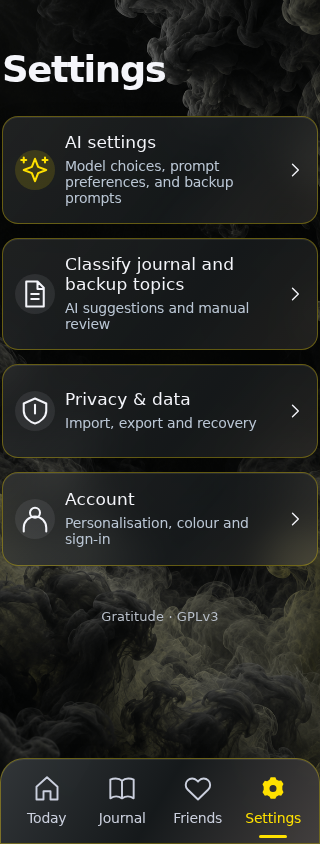 Settings
AI settings
Model choices, prompt
preferences, and backup
prompts
Classify journal and
backup topics
AI suggestions and manual
review
Privacy & data
Import, export and recovery
Account
Personalisation, colour and
sign-in
Gratitude · GPLv3
Today
Journal
Friends
Settings